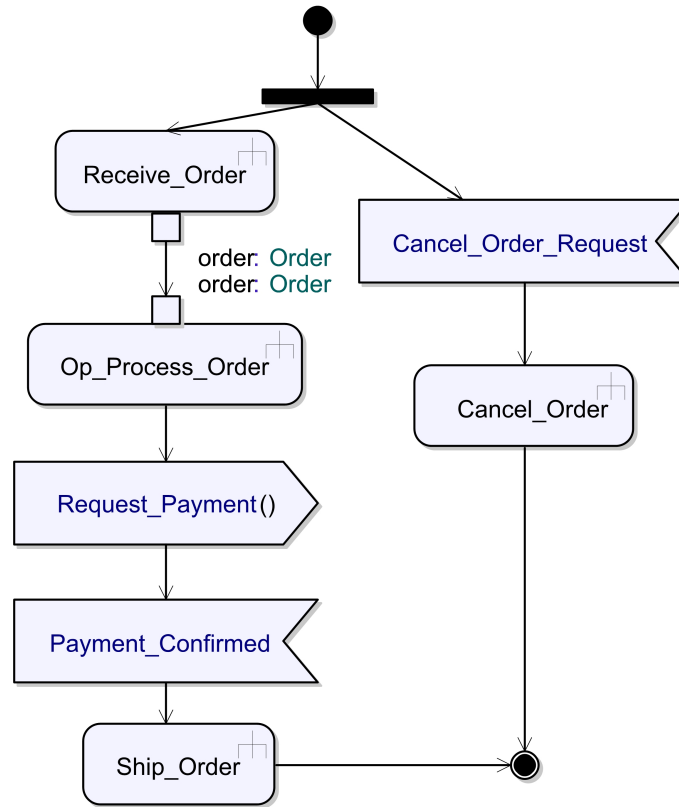 Receive_Order
Cancel_Order_Request
order: Order
order: Order
Op_Process_Order
Cancel_Order
Request_Payment()
Payment_Confirmed
Ship_Order